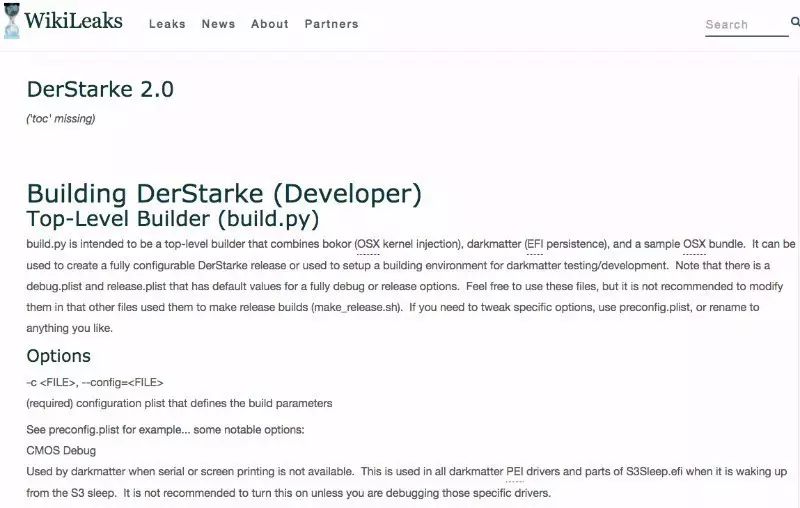 WikiLeaks Leaks News About Partners Search
DerStarke 2.0
('toc' missing)
Building DerStarke (Developer)
Top-Level Builder (build.py)
build.py is intended to be a top-level builder that combines bokor (OSX kernel injection), darkmatter (EFI persistence), and a sample OSX bundle. It can be
used to create a fully configurable DerStarke release or used to setup a building environment for darkmatter testing/development. Note that there is a
debug.plist and release.plist that has default values for a fully debug or release options. Feel free to use these files, but it is not recommended to modify
them in that other files used them to make release builds (make_release.sh). If you need to tweak specific options, use preconfig.plist, or rename to
anything you like.
Options
-c <FILE>, --config=<FILE>
(required) configuration plist that defines the build parameters
See preconfig.plist for example... some notable options:
CMOS Debug
Used by darkmatter when serial or screen printing is not available. This is used in all darkmatter PEI drivers and parts of S3Sleep.efi when it is waking up
from the S3 sleep. It is not recommended to turn this on unless you are debugging those specific drivers.